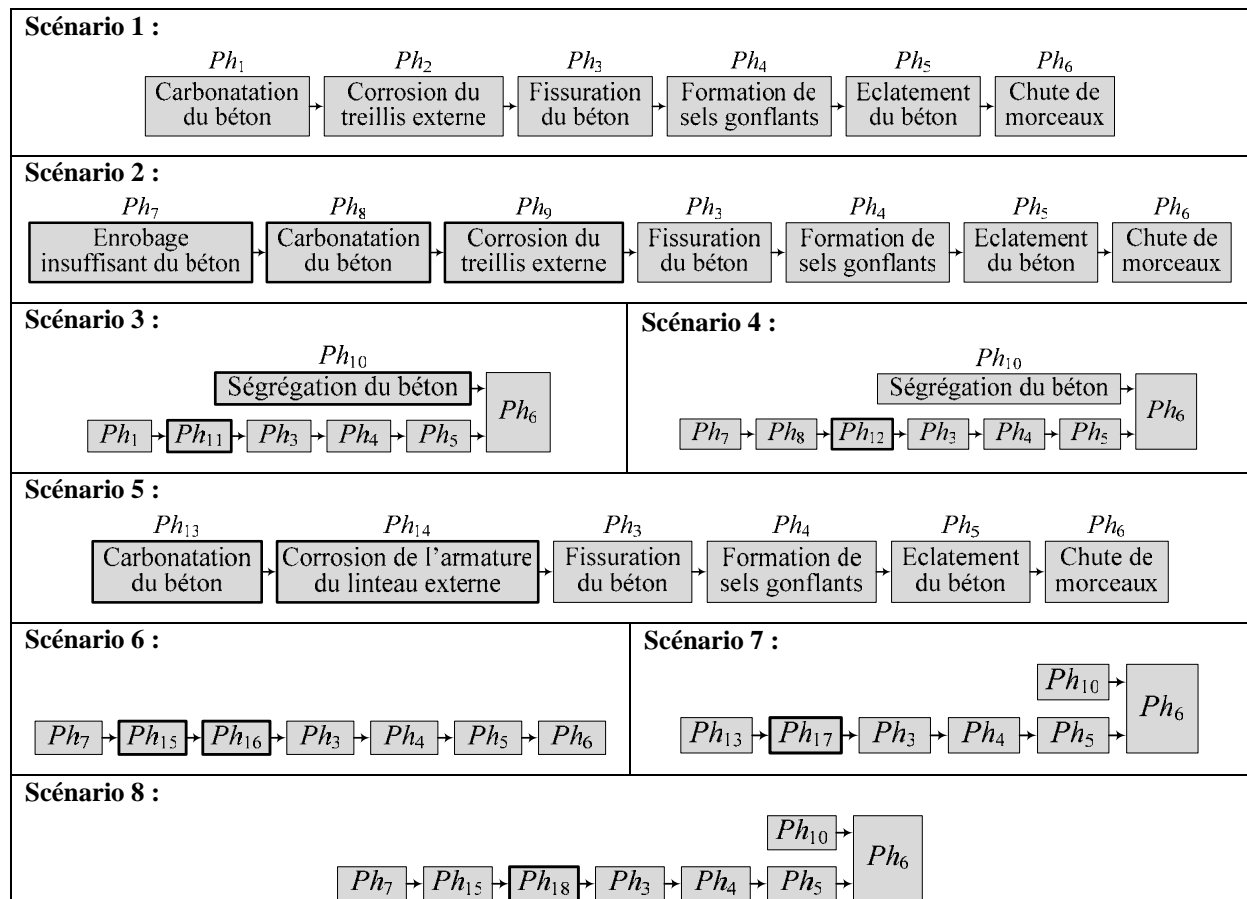 Scénario 1 :
Ph1 Ph2 Ph3 Ph4 Ph5 Ph6
Carbonatation Corrosion du Fissuration Formation de Eclatement Chute de
du béton treillis externe du béton sels gonflants du béton morceaux
Scénario 2 :
Ph7 Ph8 Ph9 Ph3 Ph4 Ph5 Ph6
Enrobage Carbonatation Corrosion du Fissuration Formation de Eclatement Chute de
insuffisant du béton du béton treillis externe du béton sels gonflants du béton morceaux
Scénario 3 :
Ph10
Ségrégation du béton
Ph6
Ph1 Ph11 Ph3 Ph4 Ph5
Scénario 4 :
Ph10
Ségrégation du béton
Ph6
Ph7 Ph8 Ph12 Ph3 Ph4 Ph5
Scénario 5 :
Ph13 Ph14 Ph3 Ph4 Ph5 Ph6
Carbonatation Corrosion de l'armature Fissuration Formation de Eclatement Chute de
du béton du linteau externe du béton sels gonflants du béton morceaux
Scénario 6 :
Ph7 Ph15 Ph16 Ph3 Ph4 Ph5 Ph6
Scénario 7 :
Ph10
Ph6
Ph13 Ph17 Ph3 Ph4 Ph5
Scénario 8 :
Ph10
Ph6
Ph7 Ph15 Ph18 Ph3 Ph4 Ph5